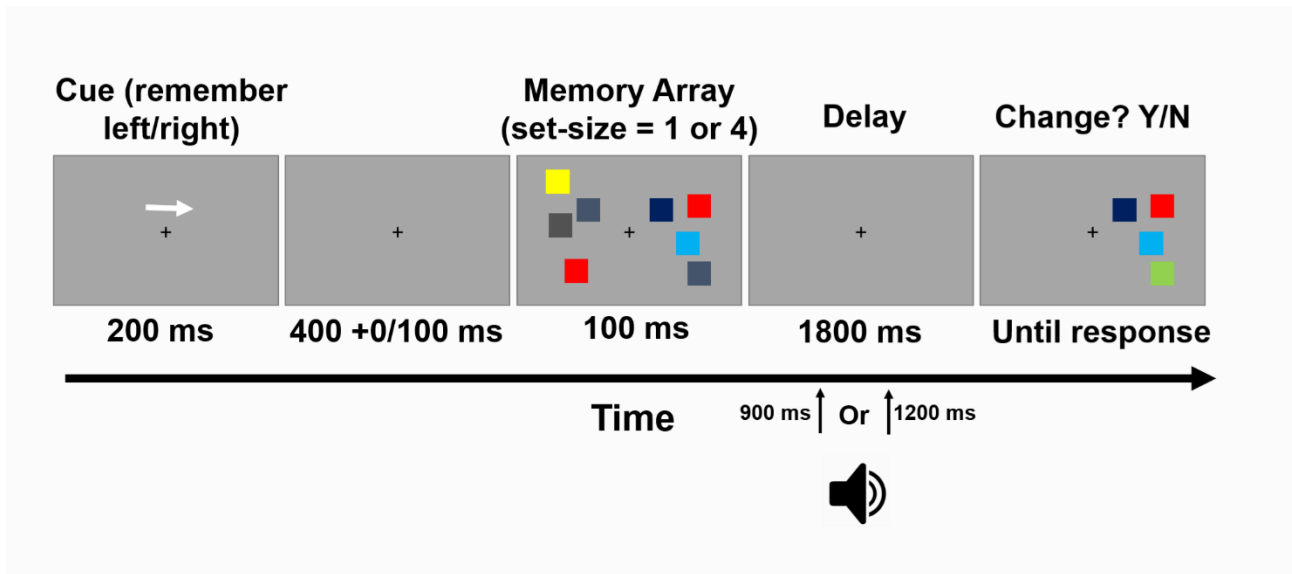 Cue (remember
left/right)
Memory Array
(set-size = 1 or 4)
Delay
Change? Y/N
+
+
+
+
+
200 ms
400 +0/100 ms
100 ms
1800 ms
Until response
Time
900 ms
Or
1200 ms